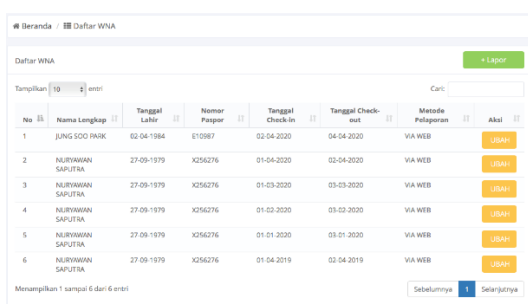 Beranda / Daftar WNA
Daftar WNA
+ Lapor
Tampilkan 10 entri
Cari:
No Nama Lengkap Tanggal Lahir Nomor Paspor Tanggal Check-in Tanggal Check-out Metode Pelaporan Aksi
1 JUNG SOO PARK 02-04-1984 E10987 02-04-2020 04-04-2020 VIA WEB UBAH
2 NURYAWAN SAPUTRA 27-09-1979 X256276 01-04-2020 02-04-2020 VIA WEB UBAH
3 NURYAWAN SAPUTRA 27-09-1979 X256276 01-03-2020 03-03-2020 VIA WEB UBAH
4 NURYAWAN SAPUTRA 27-09-1979 X256276 01-02-2020 03-02-2020 VIA WEB UBAH
5 NURYAWAN SAPUTRA 27-09-1979 X256276 01-01-2020 03-01-2020 VIA WEB UBAH
6 NURYAWAN SAPUTRA 27-09-1979 X256276 01-04-2019 02-04-2019 VIA WEB UBAH
Menampilkan 1 sampai 6 dari 6 entri
Sebelumnya 1 Selanjutnya